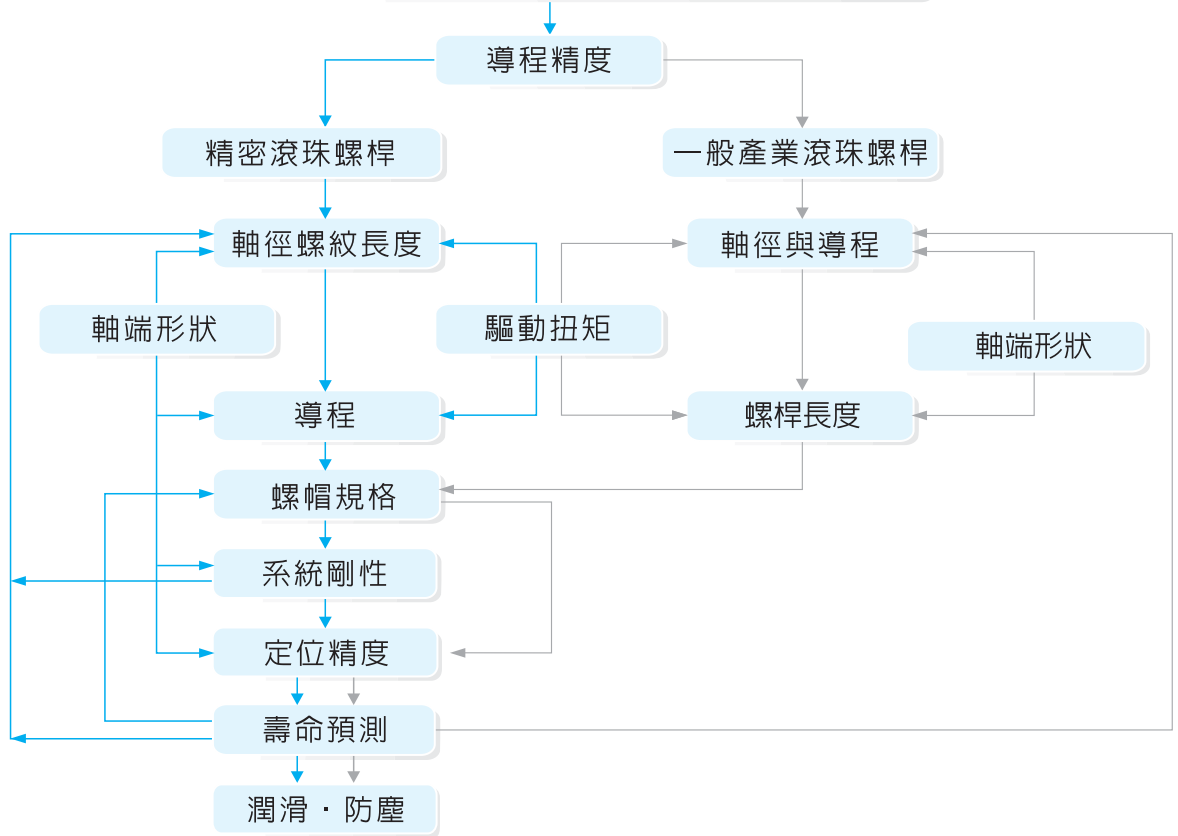 導程精度
精密滾珠螺桿
一般產業滾珠螺桿
軸徑螺紋長度
軸徑與導程
軸端形狀
驅動扭矩
軸端形狀
導程
螺桿長度
螺帽規格
系統剛性
定位精度
壽命預測
潤滑・防塵